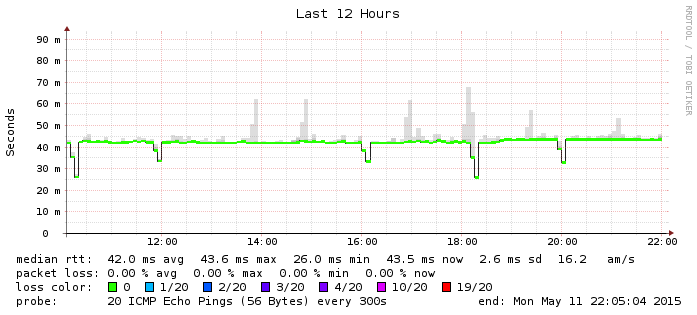 Last 12 Hours
RRDTOOL / TOBI OETIKER
Seconds
90 m
80 m
70 m
60 m
50 m
40 m
30 m
20 m
10 m
0
12:00 14:00 16:00 18:00 20:00 22:00
median rtt: 42.0 ms avg 43.6 ms max 26.0 ms min 43.5 ms now 2.6 ms sd 16.2 am/s
packet loss: 0.00 % avg 0.00 % max 0.00 % min 0.00 % now
loss color: 0 1/20 2/20 3/20 4/20 10/20 19/20
probe: 20 ICMP Echo Pings (56 Bytes) every 300s end: Mon May 11 22:05:04 2015